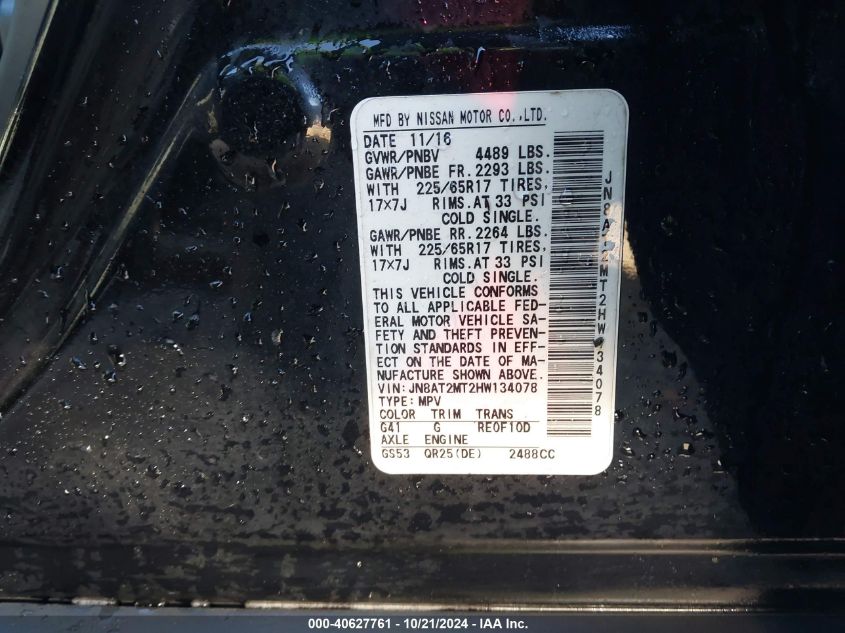 MFD BY NISSAN MOTOR CO.,LTD.
DATE 11/16
GVWR/PNBV 4489 LBS.
GAWR/PNBE FR. 2293 LBS.
WITH 225/65R17 TIRES,
17×7J RIMS.AT 33 PSI
COLD SINGLE.
GAWR/PNBE RR. 2264 LBS.
WITH 225/65R17 TIRES,
17×7J RIMS.AT 33 PSI
COLD SINGLE.
THIS VEHICLE CONFORMS
TO ALL APPLICABLE FED-
ERAL MOTOR VEHICLE SA-
FETY AND THEFT PREVEN-
TION STANDARDS IN EFF-
ECT ON THE DATE OF MA-
NUFACTURE SHOWN ABOVE.
VIN: JN8AT2MT2HW134078
TYPE: MPV
COLOR TRIM TRANS
G41 G RE0F10D
AXLE ENGINE
GS53 QR25(DE) 2488CC
JN8AT2MT2HW134078
000-40627761 - 10/21/2024 - IAA Inc.